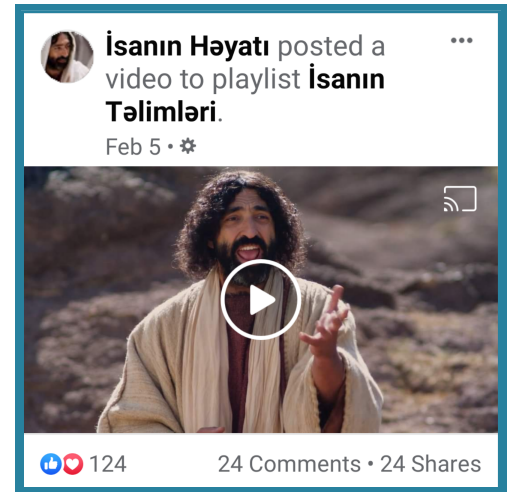 İsanın Həyatı posted a
video to playlist İsanın
Təlimləri.
Feb 5 •
124
24 Comments • 24 Shares